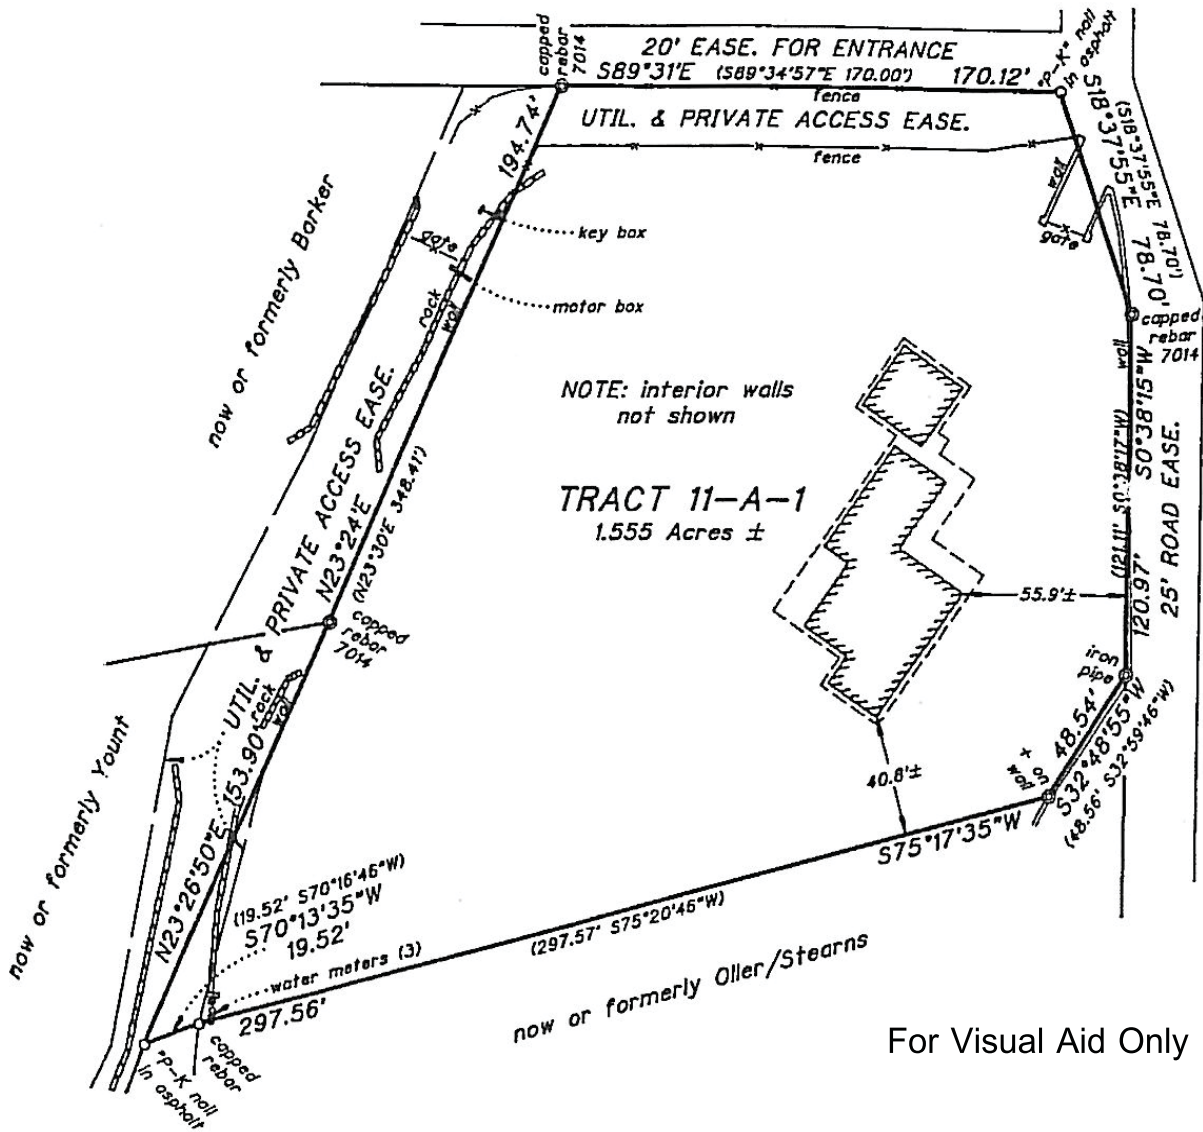 20' EASE. FOR ENTRANCE
S89°31'E (S89°34'57"E 170.00') 170.12'
fence
UTIL. & PRIVATE ACCESS EASE.
fence
capped
rebar
7014
"P-K" nail
in asphalt
(S18°37'55"E 78.70')
S18°37'55"E 78.70'
wall
gate
capped
rebar
7014
194.74'
key box
gate
motor box
rock
wall
now or formerly Barker
NOTE: interior walls
not shown
TRACT 11-A-1
1.555 Acres ±
wall
S0°38'15"W
120.97'
25' ROAD EASE.
55.9'±
40.8'±
iron
pipe
48.54'
S32°48'55"W
(48.56' S32°59'46"W)
+ on
wall
UTIL. & PRIVATE ACCESS EASE.
N23°24'E
(N23°30'E 348.41')
capped
rebar
7014
rock
wall
153.90'
N23°26'50"E
now or formerly Yount
(19.52' S70°16'46"W)
S70°13'35"W
19.52'
water meters (3)
297.56'
S75°17'35"W
(297.57' S75°20'46"W)
now or formerly Oller/Stearns
capped
rebar
"P-K nail
in asphalt
For Visual Aid Only